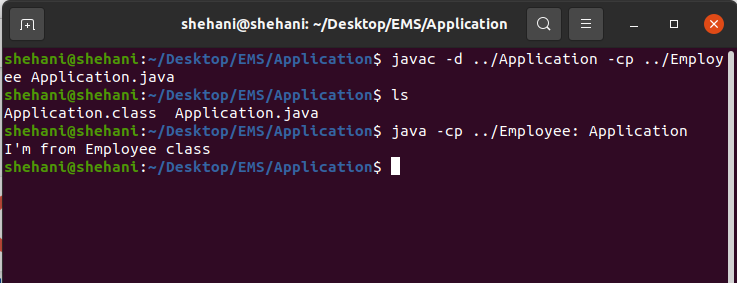 shehani@shehani: ~/Desktop/EMS/Application
shehani@shehani:~/Desktop/EMS/Application$ javac -d ../Application -cp ../Employ
ee Application.java
shehani@shehani:~/Desktop/EMS/Application$ ls
Application.class  Application.java
shehani@shehani:~/Desktop/EMS/Application$ java -cp ../Employee: Application
I'm from Employee class
shehani@shehani:~/Desktop/EMS/Application$